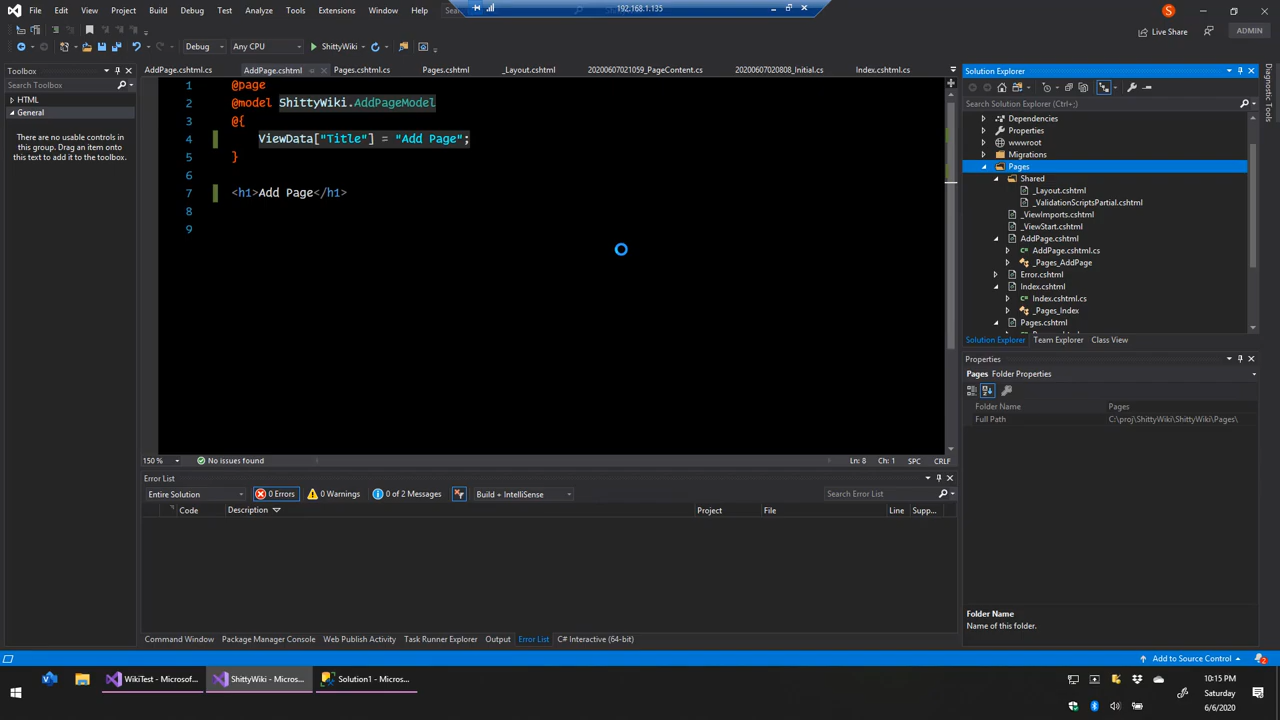 192.168.1.135
File Edit View Project Build Debug Test Analyze Tools Extensions Window Help
Live Share
ADMIN
Debug Any CPU ShittyWiki
Toolbox
Search Toolbox
HTML
General
There are no usable controls in
this group. Drag an item onto
this text to add it to the toolbox.
AddPage.cshtml.cs AddPage.cshtml Pages.cshtml.cs Pages.cshtml _Layout.cshtml 20200607021059_PageContent.cs 20200607020808_Initial.cs Index.cshtml.cs
1 @page
2 @model ShittyWiki.AddPageModel
3 @{
4 ViewData["Title"] = "Add Page";
5 }
6
7 <h1>Add Page</h1>
8
9
150 % No issues found Ln: 8 Ch: 1 SPC CRLF
Error List
Entire Solution 0 Errors 0 Warnings 0 of 2 Messages Build + IntelliSense Search Error List
Code Description Project File Line Supp...
Command Window Package Manager Console Web Publish Activity Task Runner Explorer Output Error List C# Interactive (64-bit)
Solution Explorer
Search Solution Explorer (Ctrl+;)
Dependencies
Properties
wwwroot
Migrations
Pages
Shared
_Layout.cshtml
_ValidationScriptsPartial.cshtml
_ViewImports.cshtml
_ViewStart.cshtml
AddPage.cshtml
AddPage.cshtml.cs
_Pages_AddPage
Error.cshtml
Index.cshtml
Index.cshtml.cs
_Pages_Index
Pages.cshtml
Solution Explorer Team Explorer Class View
Properties
Pages Folder Properties
Folder Name Pages
Full Path C:\proj\ShittyWiki\ShittyWiki\Pages\
Folder Name
Name of this folder.
Diagnostic Tools
Add to Source Control 2
WikiTest - Microsof... ShittyWiki - Micros... Solution1 - Micros...
10:15 PM
Saturday
6/6/2020